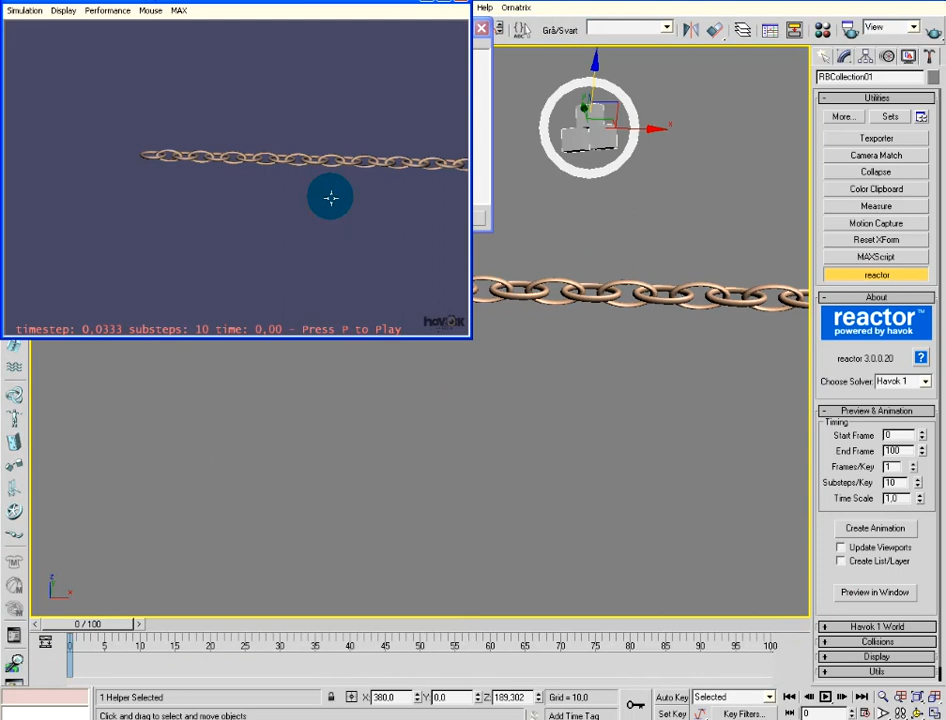 Simulation Display Performance Mouse MAX
Help Ornatrix
Grå/Svart
View
RBCollection01
Utilities
More...
Sets
Texporter
Camera Match
Collapse
Color Clipboard
Measure
Motion Capture
Reset XForm
MAXScript
reactor
About
reactor™
powered by havok
reactor 3.0.0.20
?
Choose Solver: Havok 1
Preview & Animation
Timing
Start Frame 0
End Frame 100
Frames/Key 1
Substeps/Key 10
Time Scale 1,0
Create Animation
Update Viewports
Create List/Layer
Preview in Window
Havok 1 World
Collisions
Display
Utils
x
havok
timestep: 0,0333 substeps: 10 time: 0,00 - Press P to Play
z
x
< 0 / 100 >
0 5 10 15 20 25 30 35 40 45 50 55 60 65 70 75 80 85 90 95 100
1 Helper Selected
X: 380,0 Y: 0,0 Z: 189,302
Grid = 10,0
Auto Key Selected
Click and drag to select and move objects
Add Time Tag
Set Key Key Filters...
0